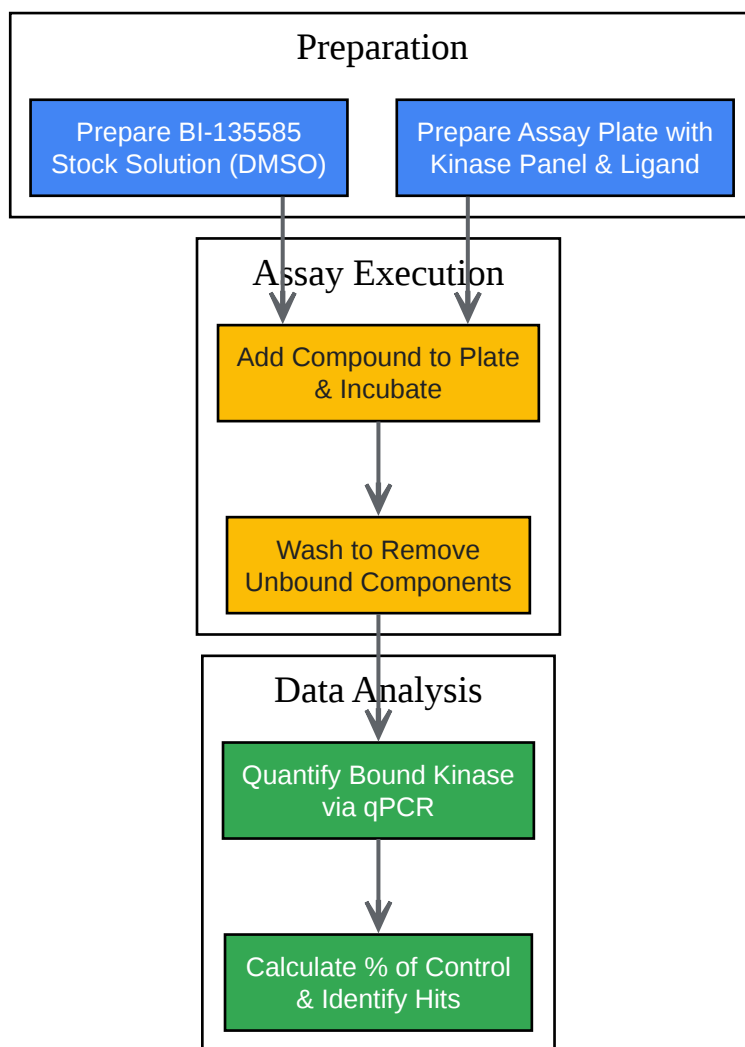 Preparation
Prepare BI-135585
Stock Solution (DMSO)
Prepare Assay Plate with
Kinase Panel & Ligand
Assay Execution
Add Compound to Plate
& Incubate
Wash to Remove
Unbound Components
Data Analysis
Quantify Bound Kinase
via qPCR
Calculate % of Control
& Identify Hits